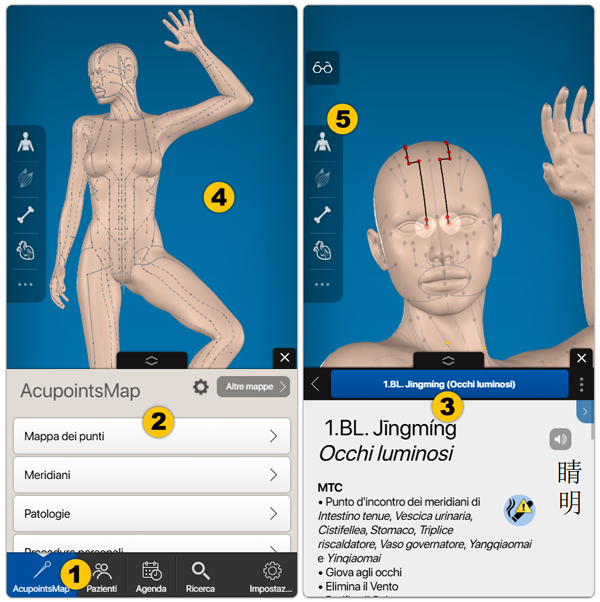 4
AcupointsMap
Altre mappe
2
Mappa dei punti
Meridiani
Patologie
Procedure personali
1
AcupointsMap
Pazienti
Agenda
Ricerca
Impostaz...
5
1.BL. Jīngmíng (Occhi luminosi)
3
1.BL. Jīngmíng
Occhi luminosi
睛
明
MTC
• Punto d'incontro dei meridiani di
Intestino tenue, Vescica urinaria,
Cistifellea, Stomaco, Triplice
riscaldatore, Vaso governatore, Yangqiaomai
e Yinqiaomai
• Giova agli occhi
• Elimina il Vento